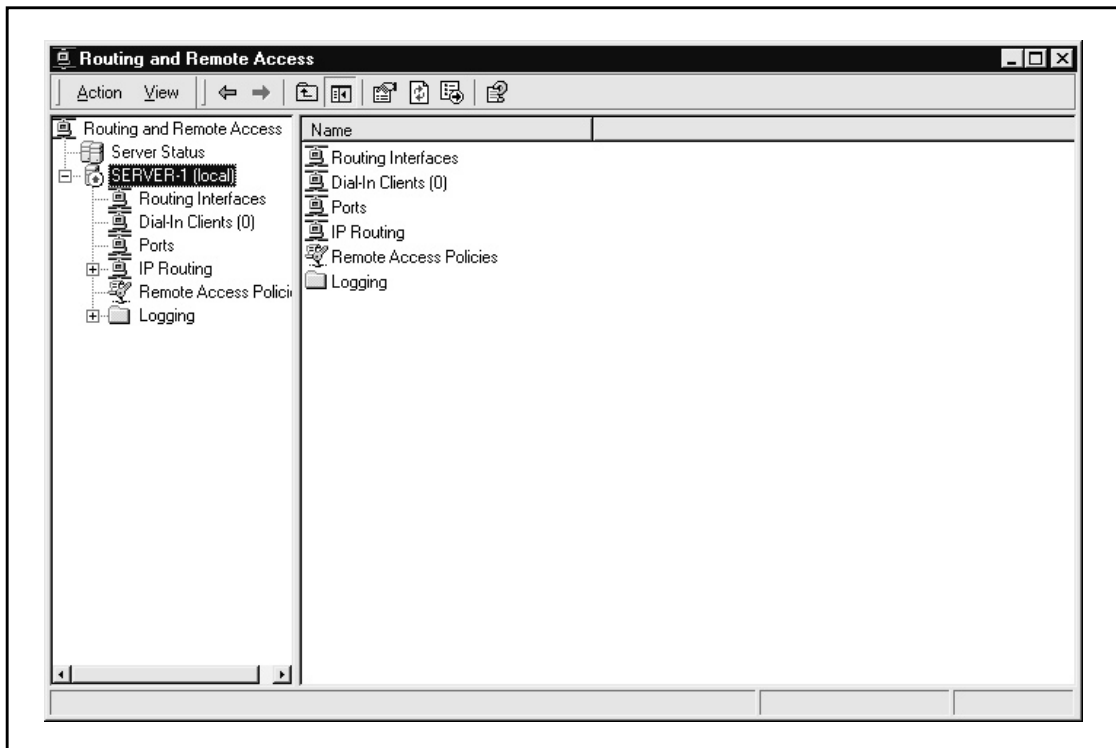 Routing and Remote Access
Action View
Routing and Remote Access
Server Status
SERVER-1 (local)
Routing Interfaces
Dial-In Clients (0)
Ports
IP Routing
Remote Access Polici
Logging
Name
Routing Interfaces
Dial-In Clients (0)
Ports
IP Routing
Remote Access Policies
Logging